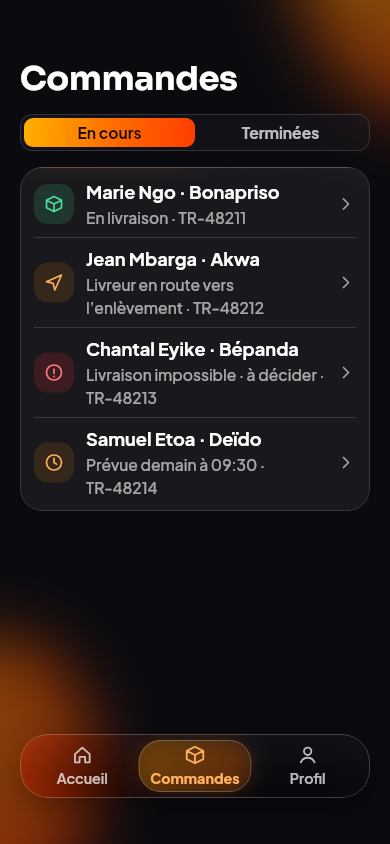 Commandes
En cours
Terminées
Marie Ngo · Bonapriso
En livraison · TR-48211
Jean Mbarga · Akwa
Livreur en route vers
l'enlèvement · TR-48212
Chantal Eyike · Bépanda
Livraison impossible · à décider ·
TR-48213
Samuel Etoa · Deïdo
Prévue demain à 09:30 ·
TR-48214
Accueil
Commandes
Profil